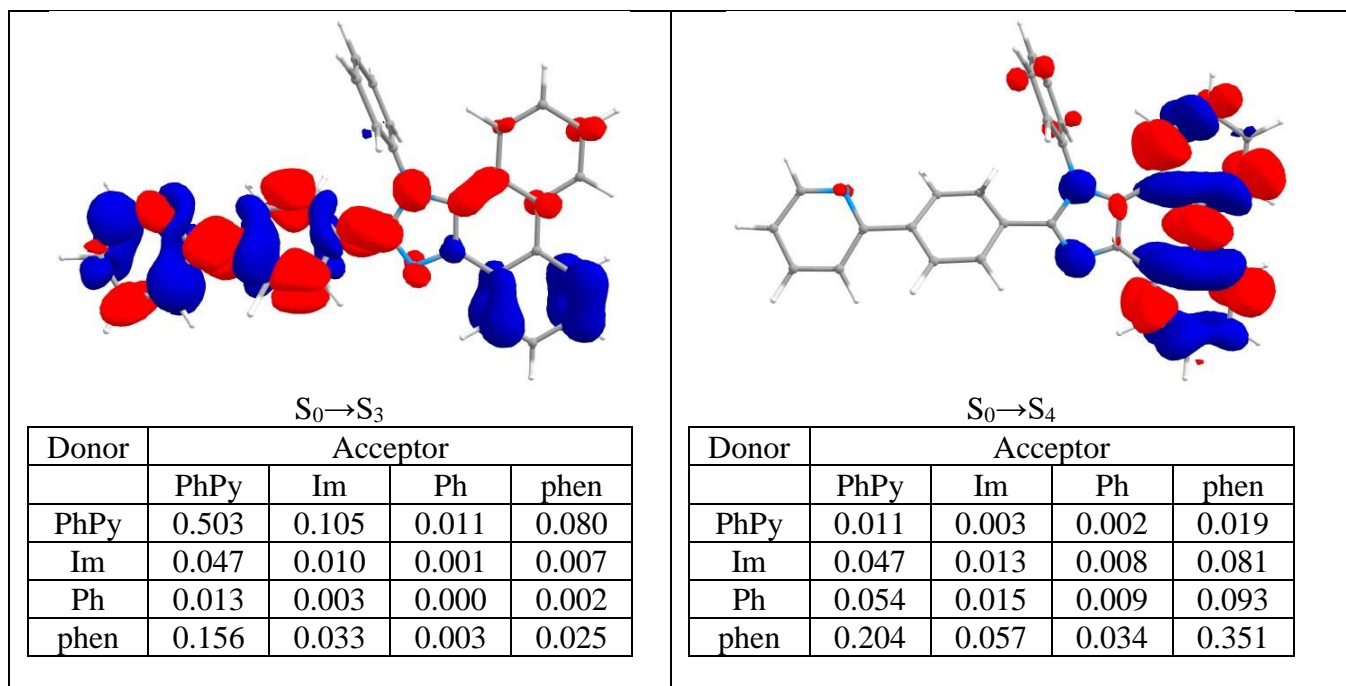 S₀→S₃
Donor Acceptor
PhPy Im Ph phen
PhPy 0.503 0.105 0.011 0.080
Im 0.047 0.010 0.001 0.007
Ph 0.013 0.003 0.000 0.002
phen 0.156 0.033 0.003 0.025
S₀→S₄
Donor Acceptor
PhPy Im Ph phen
PhPy 0.011 0.003 0.002 0.019
Im 0.047 0.013 0.008 0.081
Ph 0.054 0.015 0.009 0.093
phen 0.204 0.057 0.034 0.351